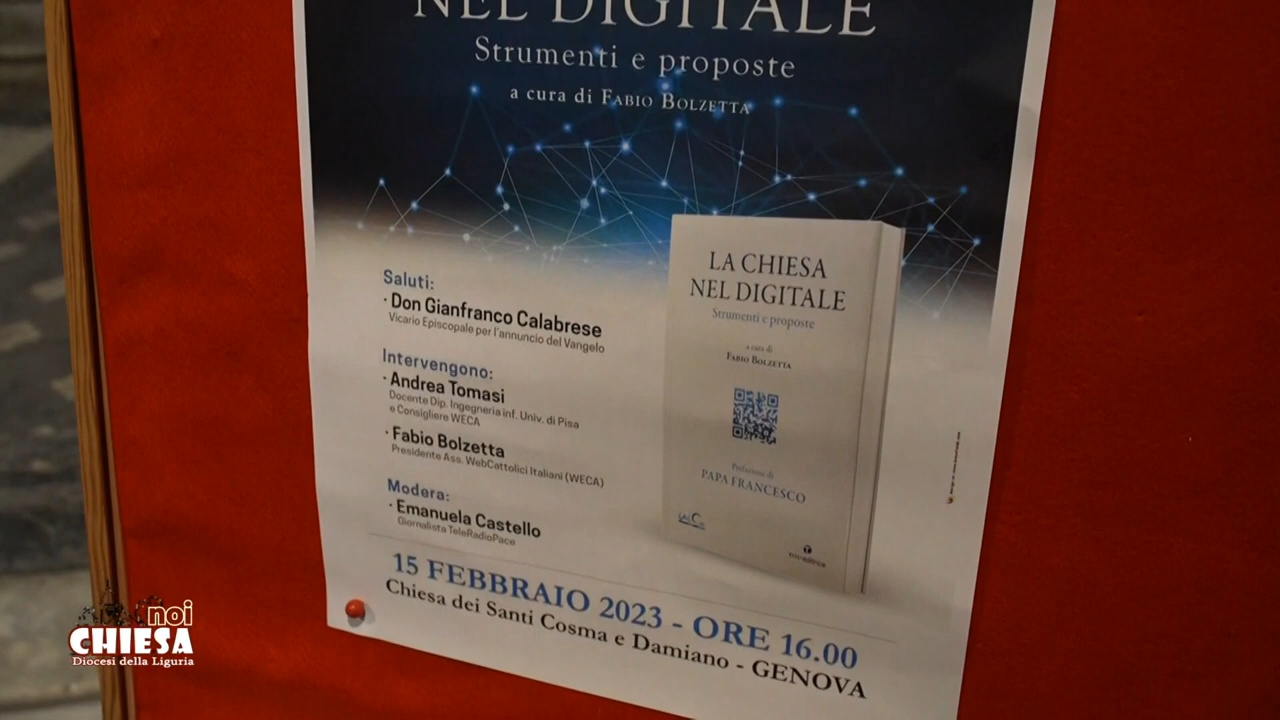 NEL DIGITALE
Strumenti e proposte
a cura di FABIO BOLZETTA
Saluti:
· Don Gianfranco Calabrese
Vicario Episcopale per l'annuncio del Vangelo
Intervengono:
· Andrea Tomasi
Docente Dip. Ingegneria inf. Univ. di Pisa
e Consigliere WECA
· Fabio Bolzetta
Presidente Ass. WebCattolici Italiani (WECA)
Modera:
· Emanuela Castello
Giornalista TeleRadioPace
15 FEBBRAIO 2023 - ORE 16.00
Chiesa dei Santi Cosma e Damiano - GENOVA
LA CHIESA
NEL DIGITALE
Strumenti e proposte
a cura di
FABIO BOLZETTA
Prefazione di
PAPA FRANCESCO
noi
CHIESA
Diocesi della Liguria